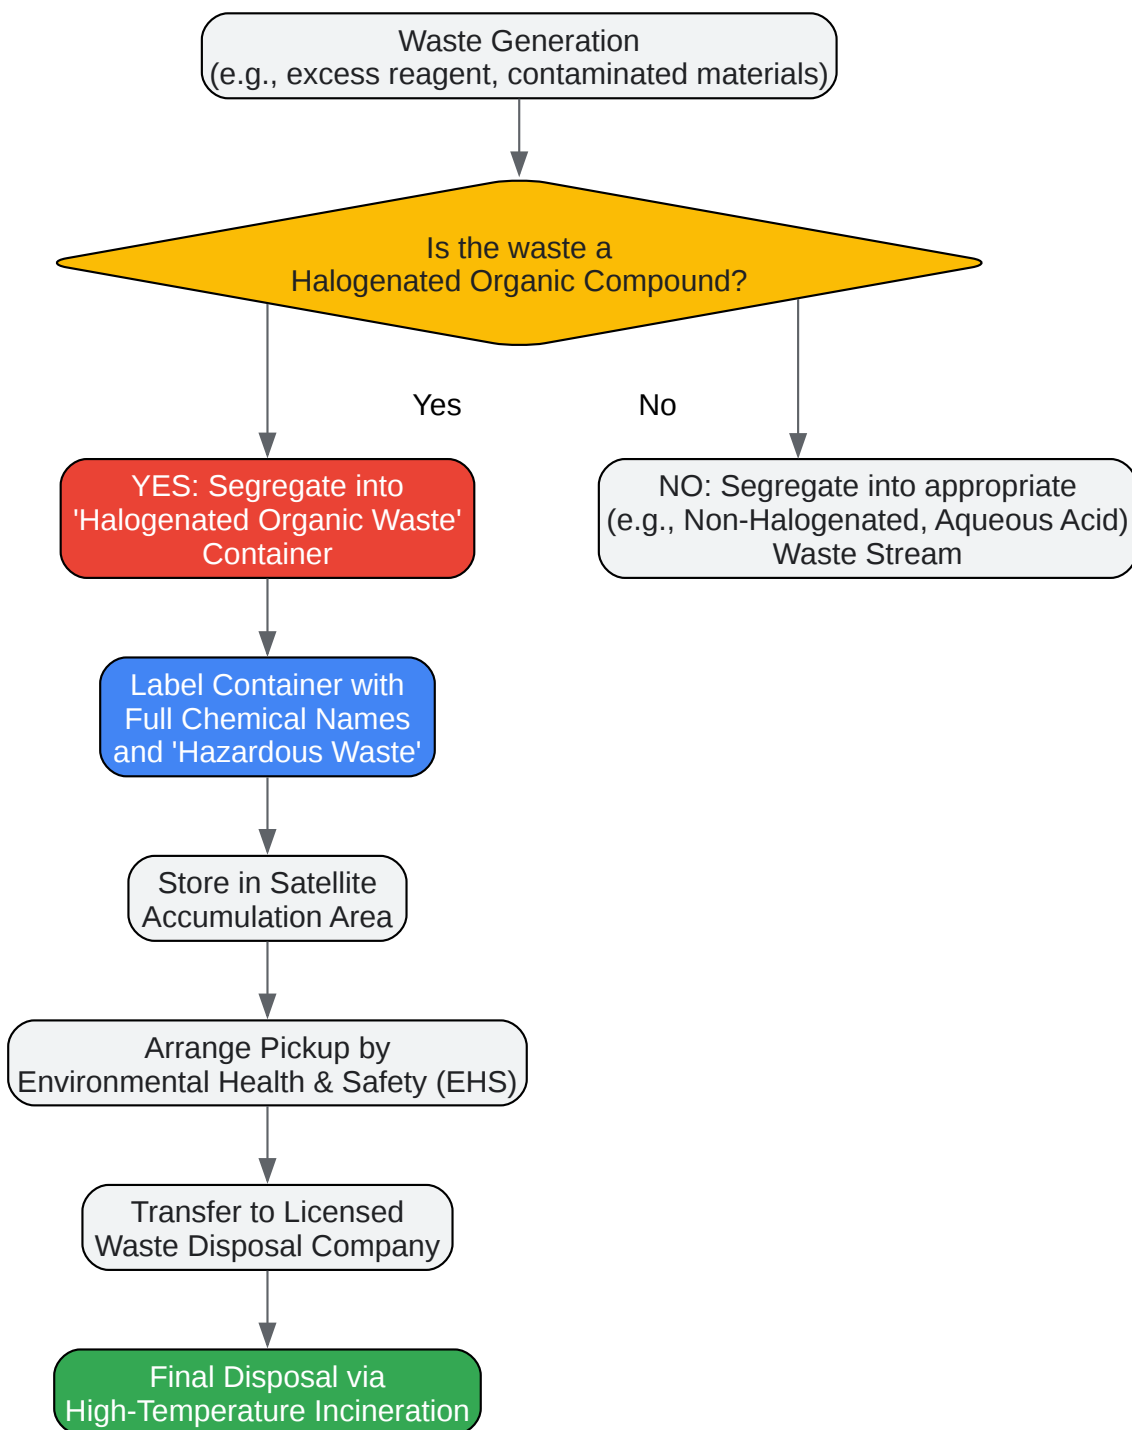 Waste Generation
(e.g., excess reagent, contaminated materials)
Is the waste a
Halogenated Organic Compound?
Yes
No
YES: Segregate into
'Halogenated Organic Waste'
Container
NO: Segregate into appropriate
(e.g., Non-Halogenated, Aqueous Acid)
Waste Stream
Label Container with
Full Chemical Names
and 'Hazardous Waste'
Store in Satellite
Accumulation Area
Arrange Pickup by
Environmental Health & Safety (EHS)
Transfer to Licensed
Waste Disposal Company
Final Disposal via
High-Temperature Incineration